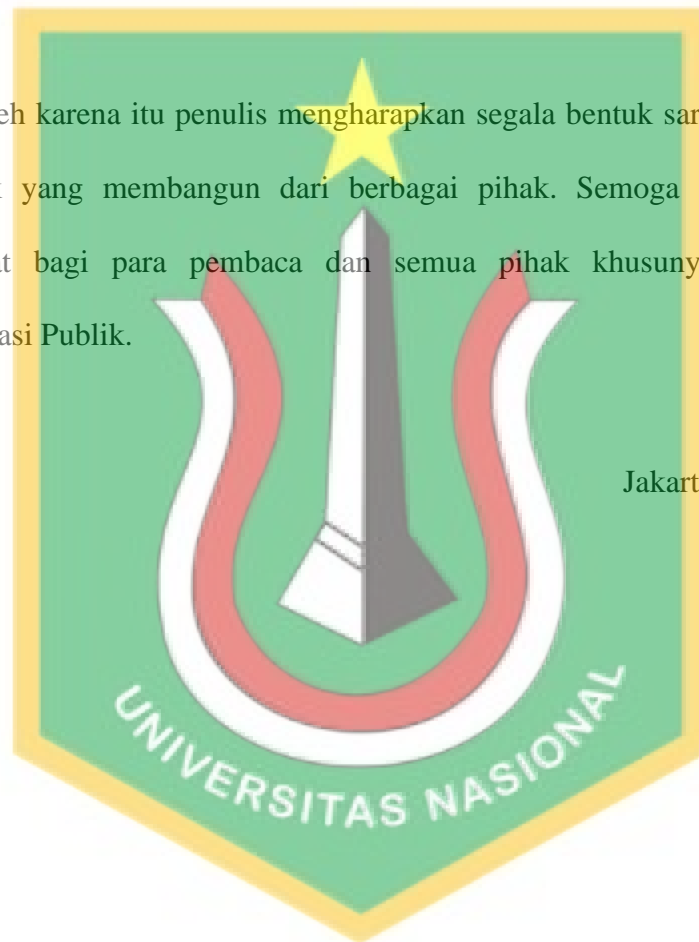 eh karena itu penulis mengharapkan segala bentuk sar
yang membangun dari berbagai pihak. Semoga
at bagi para pembaca dan semua pihak khusuny
asi Publik.
Jakart
UNIVERSITAS NASIONAL